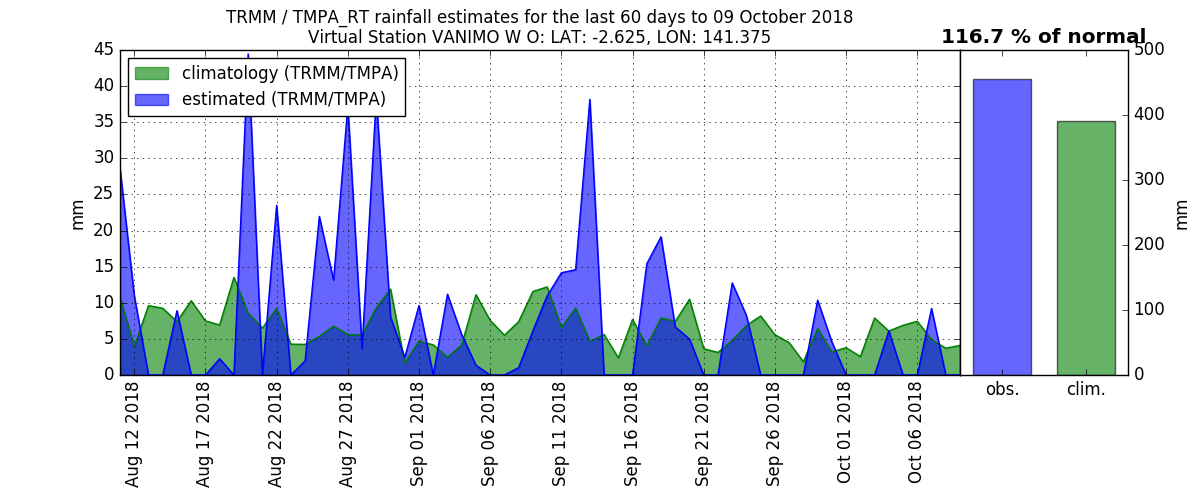 TRMM / TMPA_RT rainfall estimates for the last 60 days to 09 October 2018
Virtual Station VANIMO W O: LAT: -2.625, LON: 141.375
116.7 % of normal
climatology (TRMM/TMPA)
estimated (TRMM/TMPA)
45
40
35
30
25
20
15
10
5
0
mm
500
400
300
200
100
0
mm
Aug 12 2018
Aug 17 2018
Aug 22 2018
Aug 27 2018
Sep 01 2018
Sep 06 2018
Sep 11 2018
Sep 16 2018
Sep 21 2018
Sep 26 2018
Oct 01 2018
Oct 06 2018
obs.
clim.